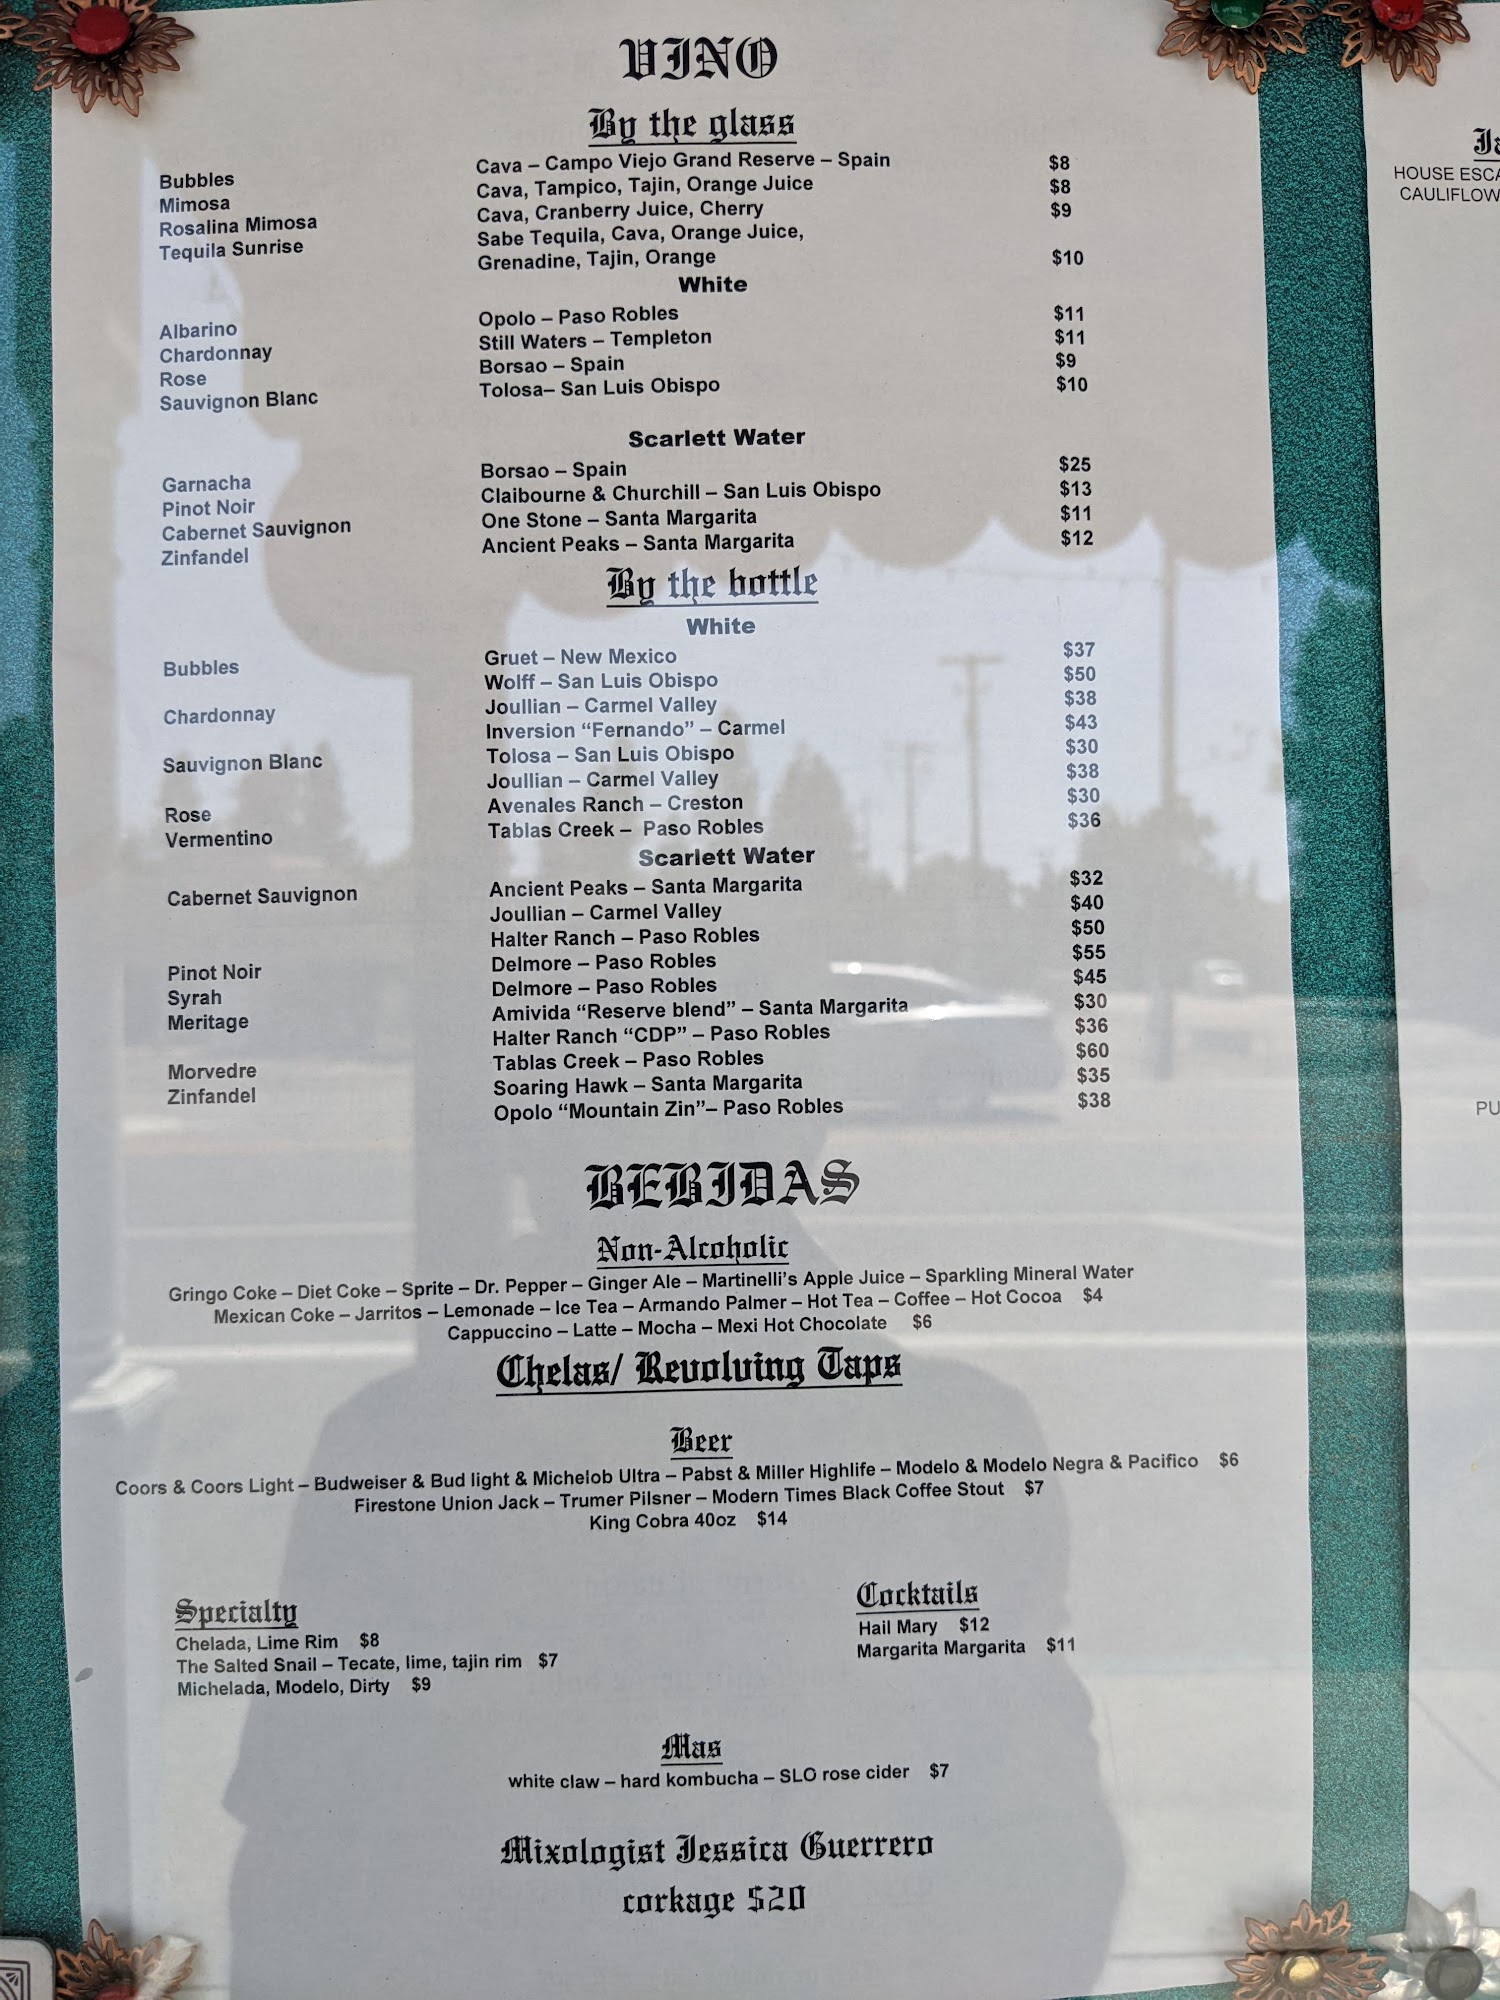 VINO
By the glass
Bubbles Cava – Campo Viejo Grand Reserve – Spain $8
Mimosa Cava, Tampico, Tajin, Orange Juice $8
Rosalina Mimosa Cava, Cranberry Juice, Cherry $9
Tequila Sunrise Sabe Tequila, Cava, Orange Juice,
Grenadine, Tajin, Orange $10
White
Albarino Opolo – Paso Robles $11
Chardonnay Still Waters – Templeton $11
Rose Borsao – Spain $9
Sauvignon Blanc Tolosa– San Luis Obispo $10
Scarlett Water
Garnacha Borsao – Spain $25
Pinot Noir Claibourne & Churchill – San Luis Obispo $13
Cabernet Sauvignon One Stone – Santa Margarita $11
Zinfandel Ancient Peaks – Santa Margarita $12
By the bottle
White
Bubbles Gruet – New Mexico $37
Wolff – San Luis Obispo $50
Chardonnay Joullian – Carmel Valley $38
Inversion “Fernando” – Carmel $43
Sauvignon Blanc Tolosa – San Luis Obispo $30
Joullian – Carmel Valley $38
Rose Avenales Ranch – Creston $30
Vermentino Tablas Creek – Paso Robles $36
Scarlett Water
Cabernet Sauvignon Ancient Peaks – Santa Margarita $32
Joullian – Carmel Valley $40
Halter Ranch – Paso Robles $50
Pinot Noir Delmore – Paso Robles $55
Syrah Delmore – Paso Robles $45
Meritage Amivida “Reserve blend” – Santa Margarita $30
Halter Ranch “CDP” – Paso Robles $36
Morvedre Tablas Creek – Paso Robles $60
Zinfandel Soaring Hawk – Santa Margarita $35
Opolo “Mountain Zin”– Paso Robles $38
BEBIDAS
Non-Alcoholic
Gringo Coke – Diet Coke – Sprite – Dr. Pepper – Ginger Ale – Martinelli’s Apple Juice – Sparkling Mineral Water
Mexican Coke – Jarritos – Lemonade – Ice Tea – Armando Palmer – Hot Tea – Coffee – Hot Cocoa $4
Cappuccino – Latte – Mocha – Mexi Hot Chocolate $6
Chelas/ Revolving Taps
Beer
Coors & Coors Light – Budweiser & Bud light & Michelob Ultra – Pabst & Miller Highlife – Modelo & Modelo Negra & Pacifico $6
Firestone Union Jack – Trumer Pilsner – Modern Times Black Coffee Stout $7
King Cobra 40oz $14
Specialty
Chelada, Lime Rim $8
The Salted Snail – Tecate, lime, tajin rim $7
Michelada, Modelo, Dirty $9
Cocktails
Hail Mary $12
Margarita Margarita $11
Mas
white claw – hard kombucha – SLO rose cider $7
Mixologist Jessica Guerrero
corkage $20
HOUSE